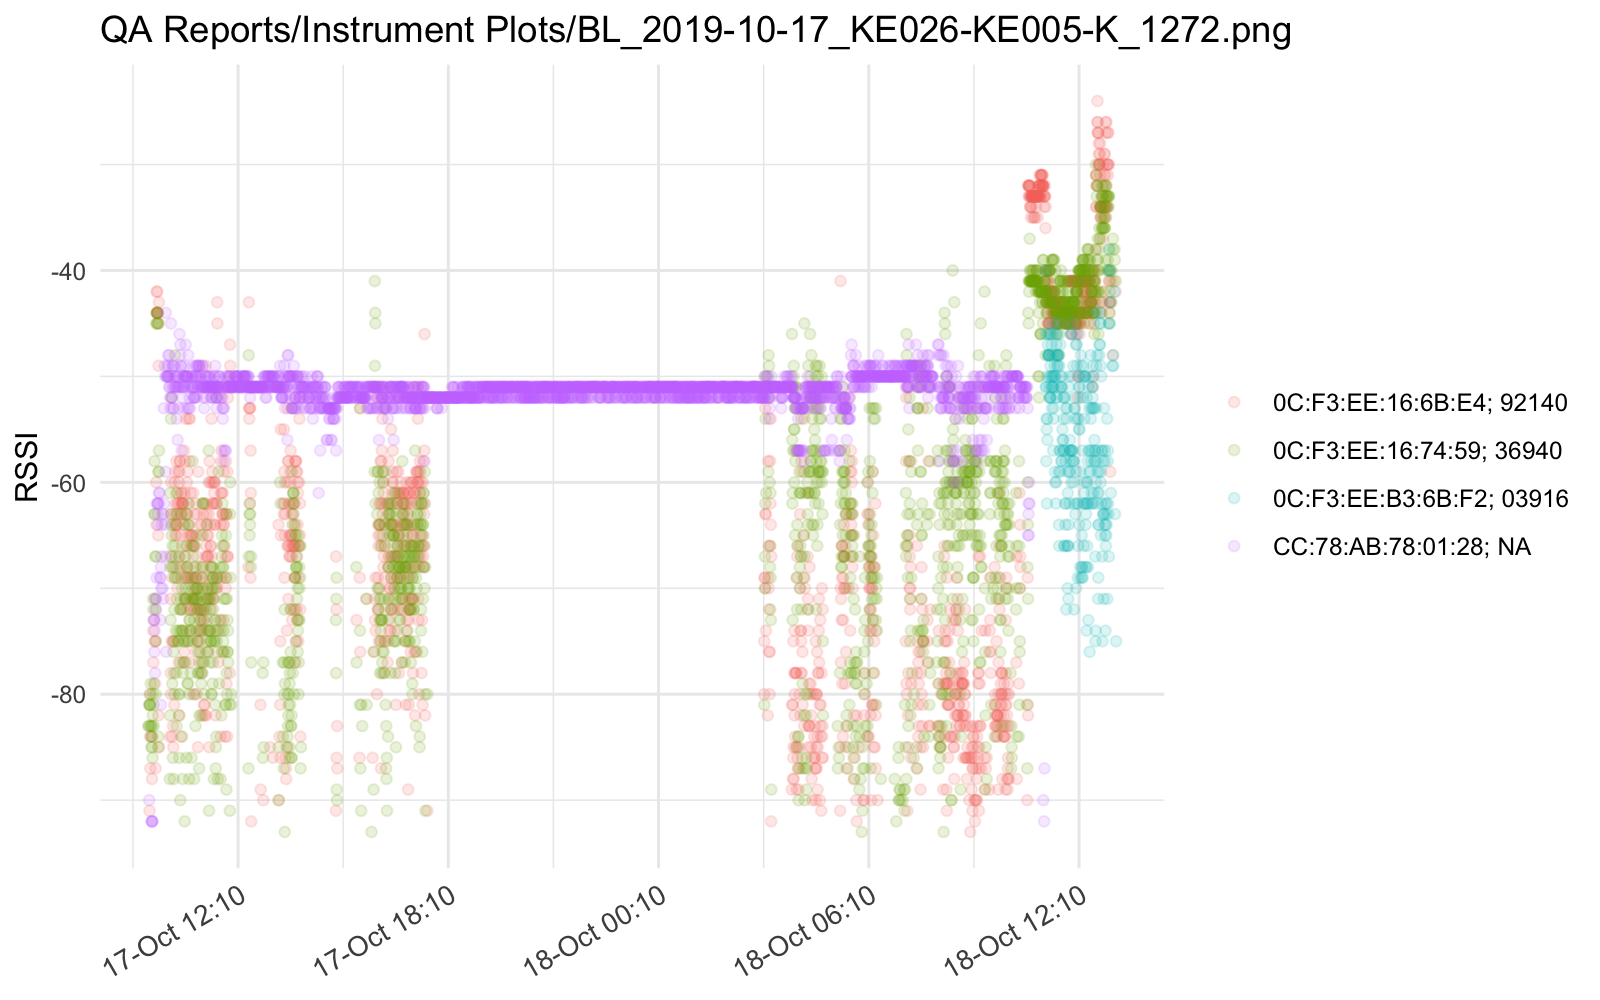 QA Reports/Instrument Plots/BL_2019-10-17_KE026-KE005-K_1272.png
RSSI
-40
-60
-80
17-Oct 12:10
17-Oct 18:10
18-Oct 00:10
18-Oct 06:10
18-Oct 12:10
0C:F3:EE:16:6B:E4; 92140
0C:F3:EE:16:74:59; 36940
0C:F3:EE:B3:6B:F2; 03916
CC:78:AB:78:01:28; NA